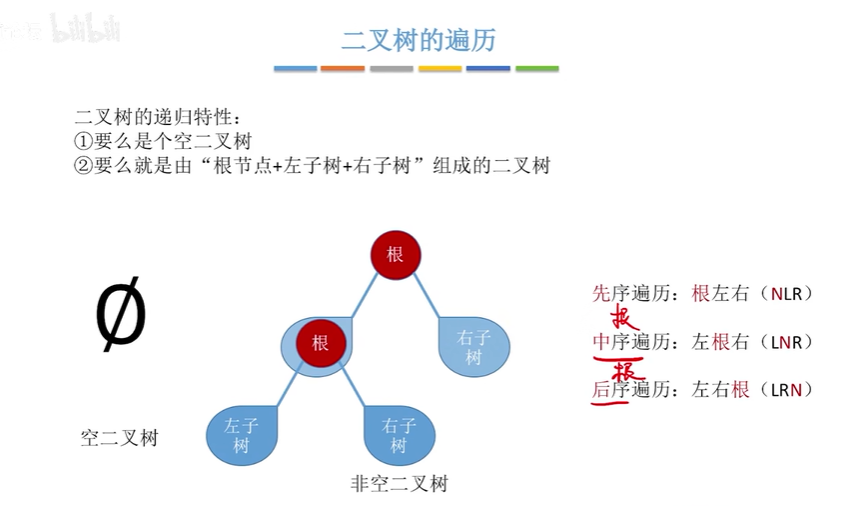 bilibili
二叉树的遍历
二叉树的递归特性：
①要么是个空二叉树
②要么就是由“根节点+左子树+右子树”组成的二叉树
根
根
右子
树
左子
树
右子
树
∅
空二叉树
非空二叉树
先序遍历：根左右（NLR）
根
中序遍历：左根右（LNR）
根
后序遍历：左右根（LRN）